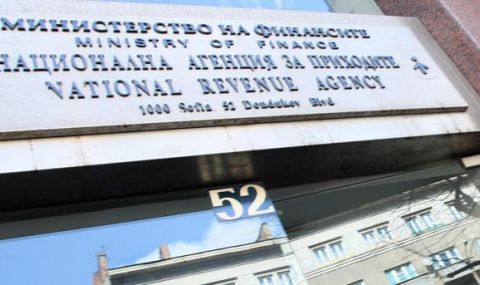 МИНИСТЕРСТВО НА ФИНАНСИТЕ
MINISTRY OF FINANCE
НАЦИОНАЛНА АГЕНЦИЯ ЗА ПРИХОДИТЕ
NATIONAL REVENUE AGENCY
1000 Sofia 52 Dondukov Blvd.
52